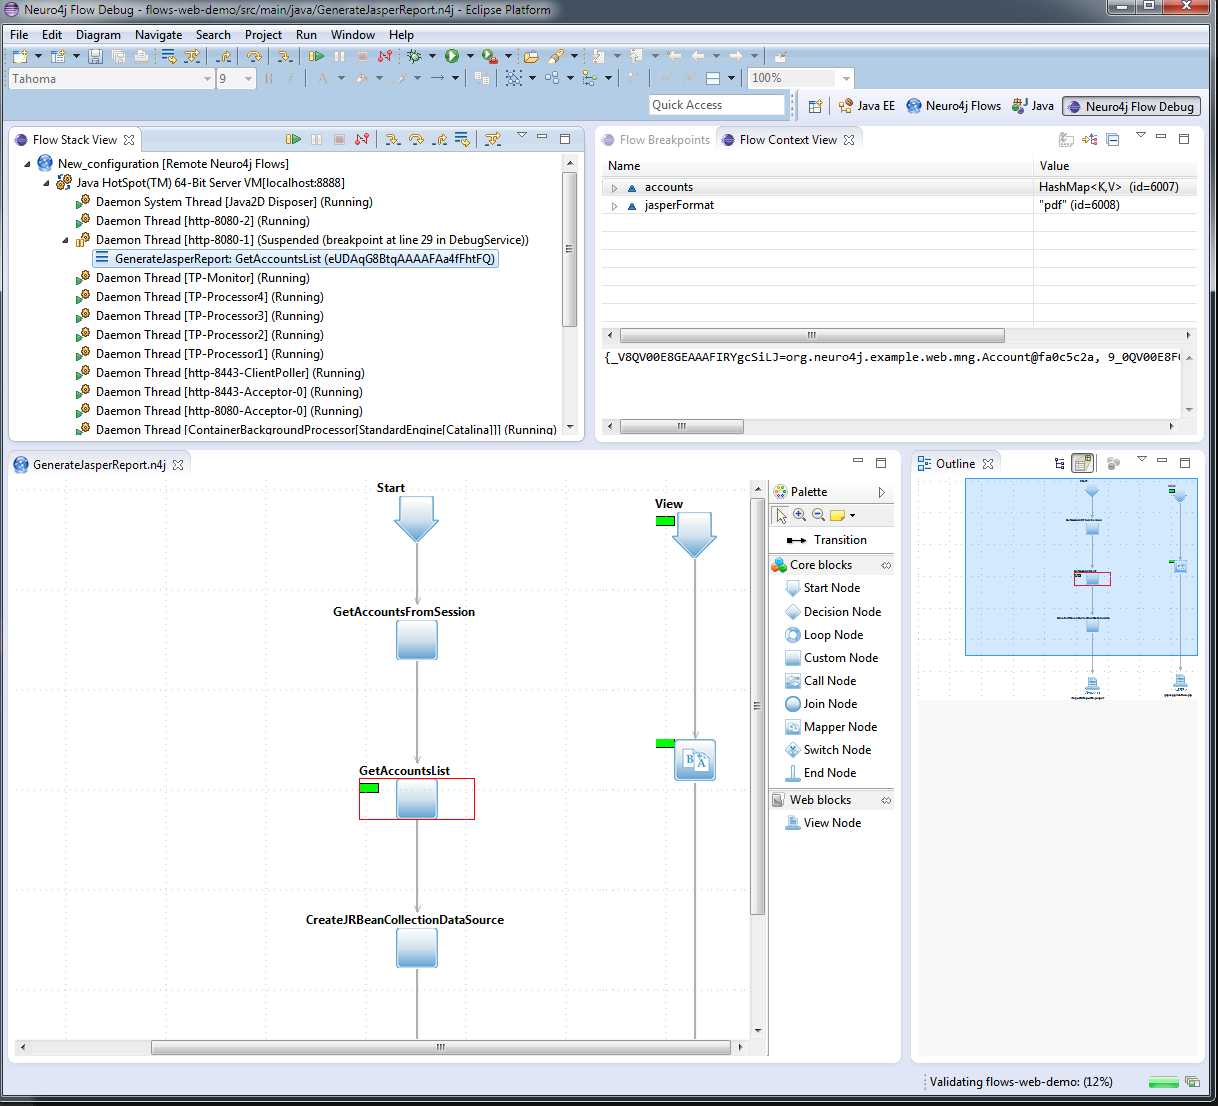 Neuro4j Flow Debug - flows-web-demo/src/main/java/GenerateJasperReport.n4j - Eclipse Platform
File Edit Diagram Navigate Search Project Run Window Help
Tahoma 9 B I A 100%
Quick Access Java EE Neuro4j Flows Java Neuro4j Flow Debug
Flow Stack View
New_configuration [Remote Neuro4j Flows]
Java HotSpot(TM) 64-Bit Server VM[localhost:8888]
Daemon System Thread [Java2D Disposer] (Running)
Daemon Thread [http-8080-2] (Running)
Daemon Thread [http-8080-1] (Suspended (breakpoint at line 29 in DebugService))
GenerateJasperReport: GetAccountsList (eUDAqG8BtqAAAAFAa4fFhtFQ)
Daemon Thread [TP-Monitor] (Running)
Daemon Thread [TP-Processor4] (Running)
Daemon Thread [TP-Processor3] (Running)
Daemon Thread [TP-Processor2] (Running)
Daemon Thread [TP-Processor1] (Running)
Daemon Thread [http-8443-ClientPoller] (Running)
Daemon Thread [http-8443-Acceptor-0] (Running)
Daemon Thread [http-8080-Acceptor-0] (Running)
Daemon Thread [ContainerBackgroundProcessor[StandardEngine[Catalina]]] (Running)
Flow Breakpoints Flow Context View
Name Value
accounts HashMap<K,V> (id=6007)
jasperFormat "pdf" (id=6008)
{_V8QV00E8GEAAAFIRYgcSiLJ=org.neuro4j.example.web.mng.Account@fa0c5c2a,
GenerateJasperReport.n4j
Start
View
GetAccountsFromSession
GetAccountsList
B A
CreateJRBeanCollectionDataSource
Palette
Transition
Core blocks
Start Node
Decision Node
Loop Node
Custom Node
Call Node
Join Node
Mapper Node
Switch Node
End Node
Web blocks
View Node
Outline
Validating flows-web-demo: (12%)